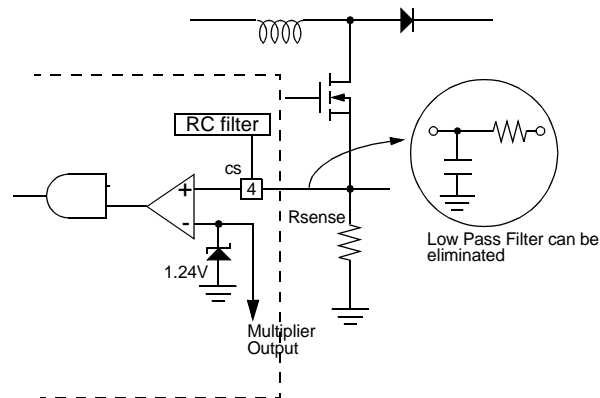 RC filter
cs
4
+
-
Rsense
1.24V
Multiplier
Output
Low Pass Filter can be
eliminated